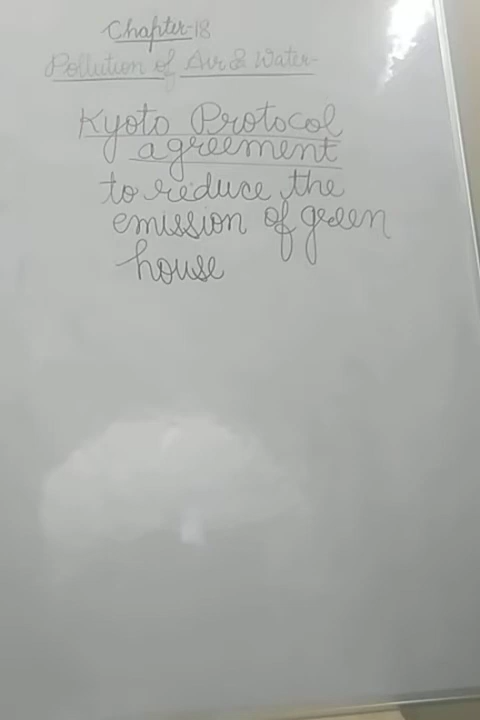 Chapter-18
Pollution of Air & Water-
Kyoto Protocol
agreement
to reduce the
emission of green
house